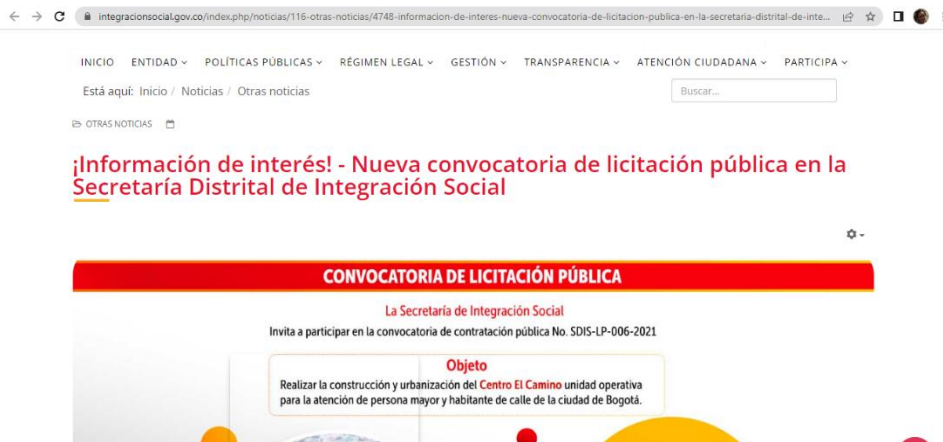 integracionsocial.gov.co/index.php/noticias/116-otras-noticias/4748-informacion-de-interes-nueva-convocatoria-de-licitacion-publica-en-la-secretaria-distrital-de-inte...
INICIO ENTIDAD POLÍTICAS PÚBLICAS RÉGIMEN LEGAL GESTIÓN TRANSPARENCIA ATENCIÓN CIUDADANA PARTICIPA
Está aquí: Inicio / Noticias / Otras noticias Buscar...
OTRAS NOTICIAS
¡Información de interés! - Nueva convocatoria de licitación pública en la
Secretaría Distrital de Integración Social
CONVOCATORIA DE LICITACIÓN PÚBLICA
La Secretaría de Integración Social
Invita a participar en la convocatoria de contratación pública No. SDIS-LP-006-2021
Objeto
Realizar la construcción y urbanización del Centro El Camino unidad operativa
para la atención de persona mayor y habitante de calle de la ciudad de Bogotá.